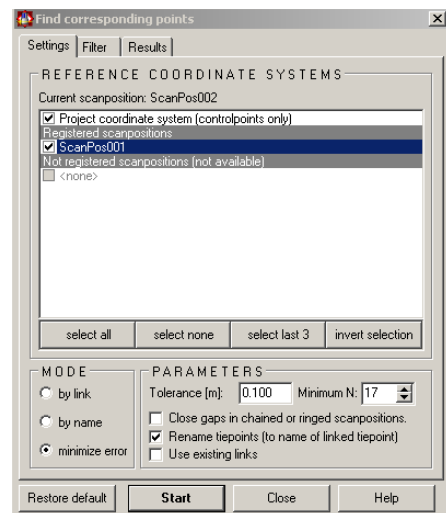 Find corresponding points
Settings Filter Results
REFERENCE COORDINATE SYSTEMS
Current scanposition: ScanPos002
Project coordinate system (controlpoints only)
Registered scanpositions
ScanPos001
Not registered scanpositions (not available)
<none>
select all select none select last 3 invert selection
MODE
by link
by name
minimize error
PARAMETERS
Tolerance [m]: 0.100 Minimum N: 17
Close gaps in chained or ringed scanpositions.
Rename tiepoints (to name of linked tiepoint)
Use existing links
Restore default Start Close Help